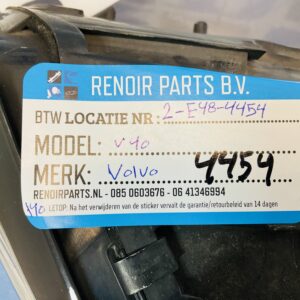 RENOIR PARTS B.V.
BTW LOCATIE NR: 2-E48-4454
MODEL: V40
MERK: Volvo 4454
RENOIRPARTS.NL - 085 0603676 - 06 41346994
V40 LETOP: Na het verwijderen van de sticker vervalt de garantie/retourbeleid van 14 dagen